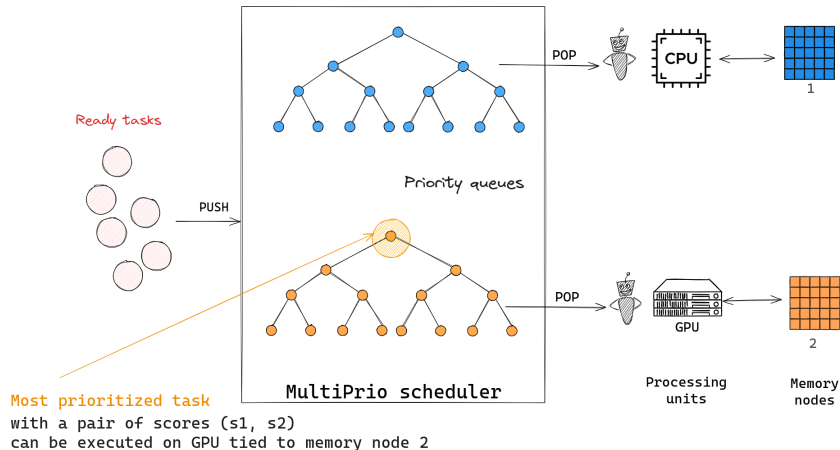 POP
CPU
1
Ready tasks
Priority queues
PUSH
POP
GPU
2
MultiPrio scheduler
Processing
units
Memory
nodes
Most prioritized task
with a pair of scores (s1, s2)
can be executed on GPU tied to memory node 2